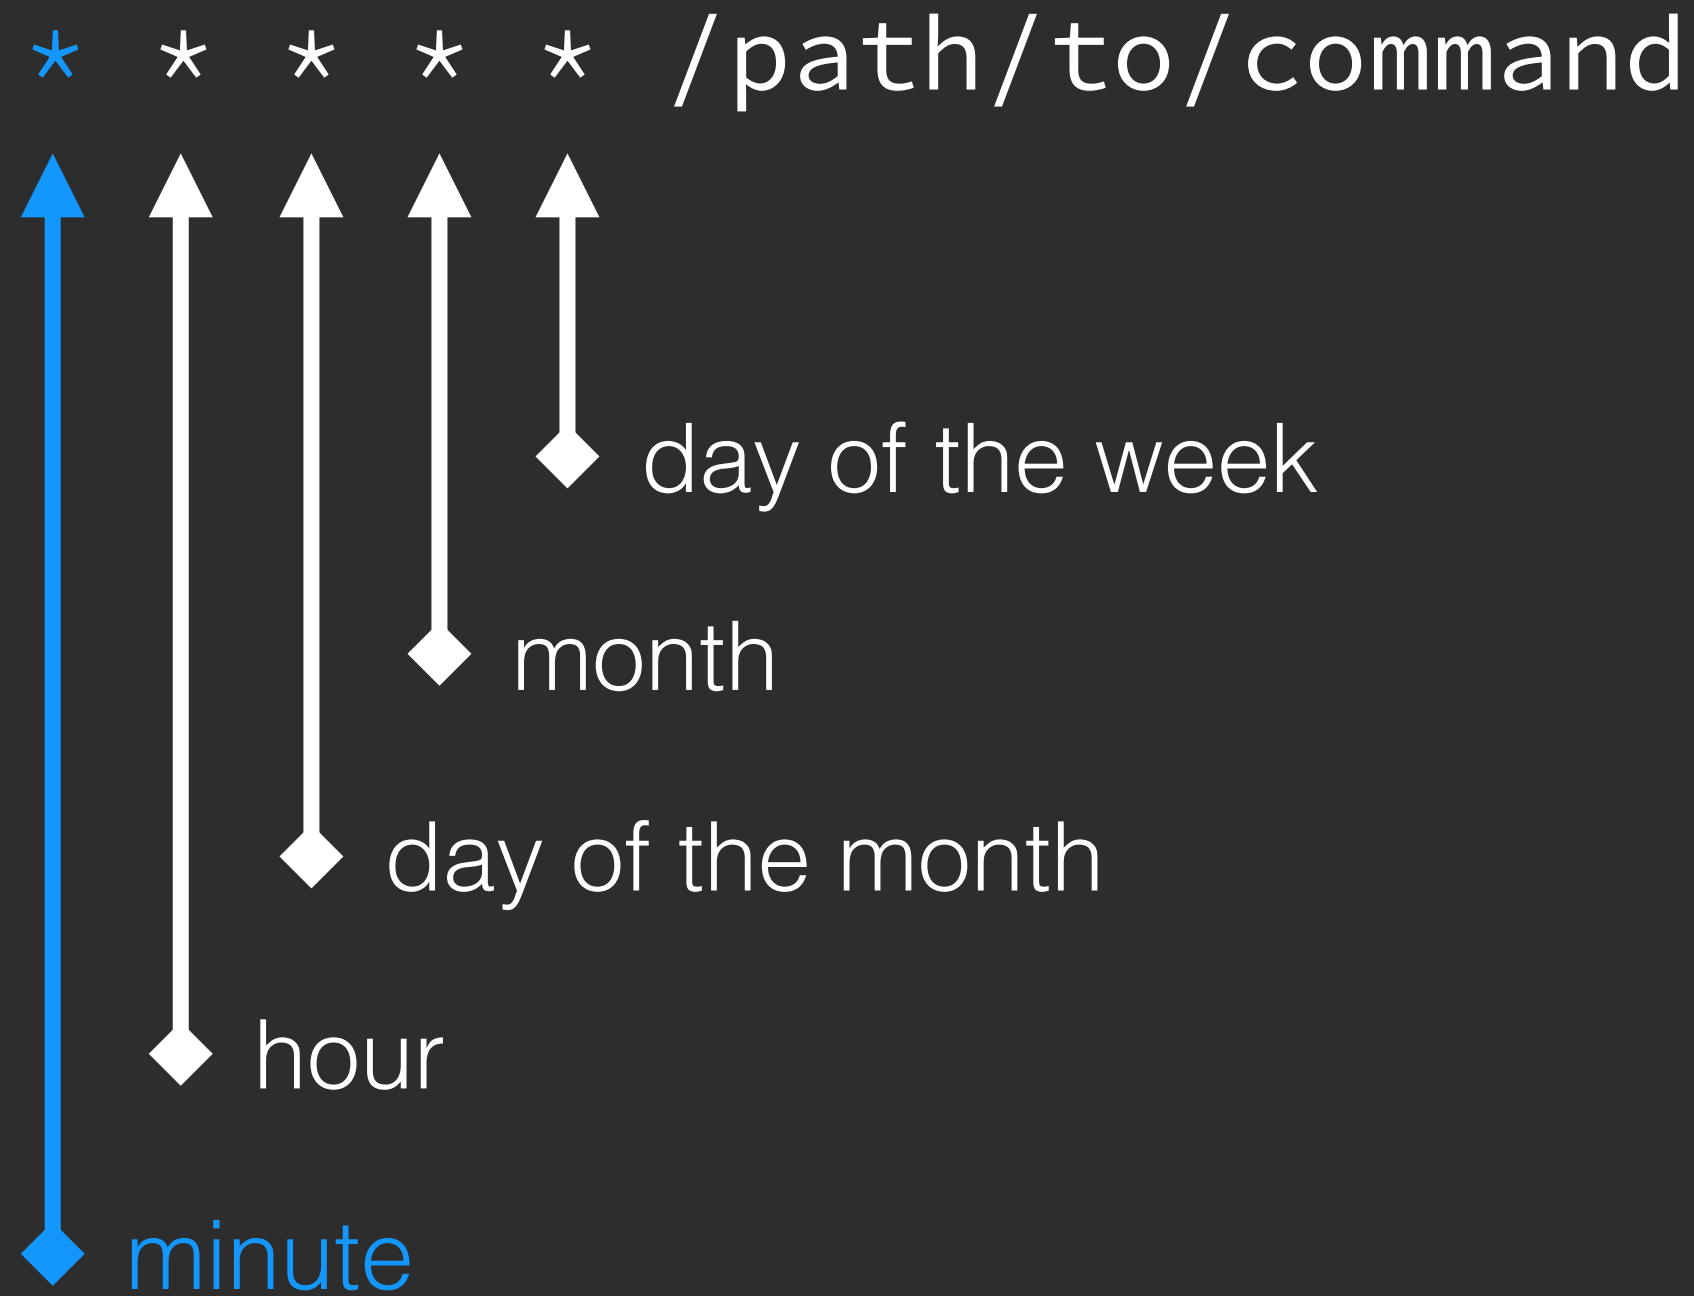 * * * * * /path/to/command
day of the week
month
day of the month
hour
minute